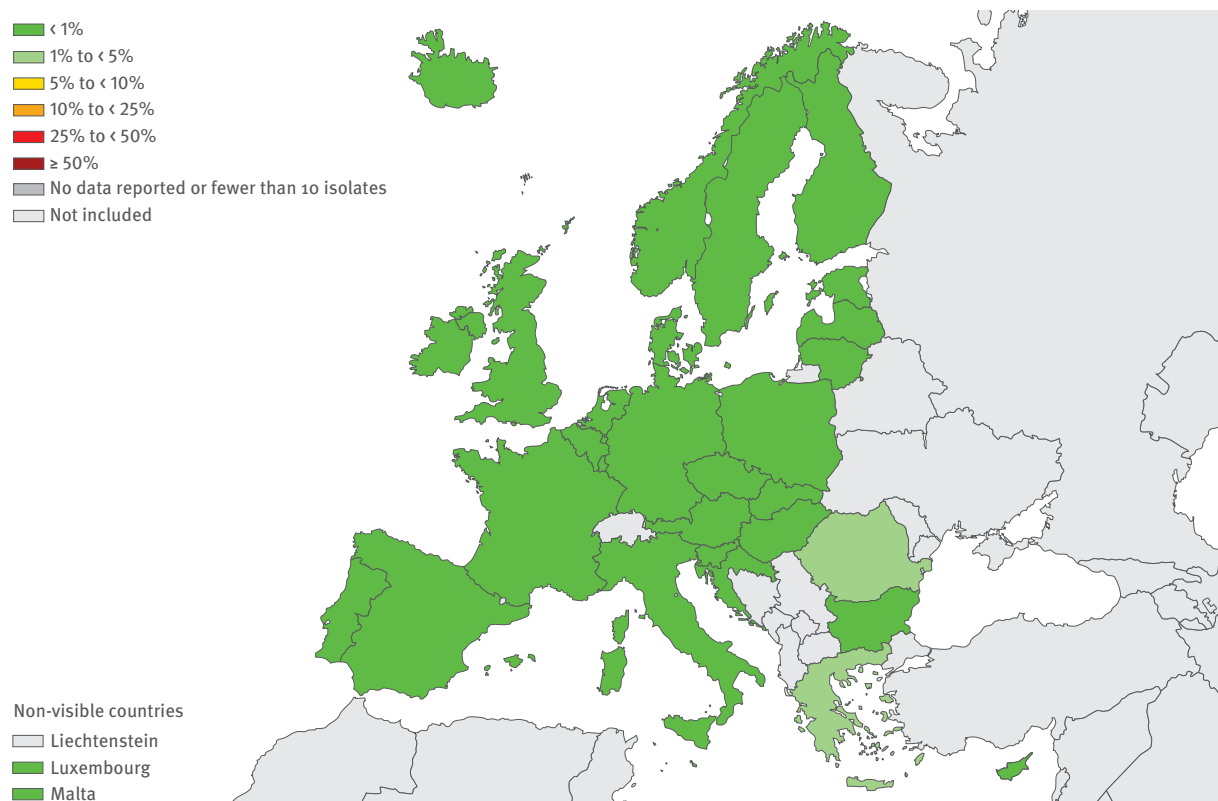 < 1%
1% to < 5%
5% to < 10%
10% to < 25%
25% to < 50%
≥ 50%
No data reported or fewer than 10 isolates
Not included
Non-visible countries
Liechtenstein
Luxembourg
Malta